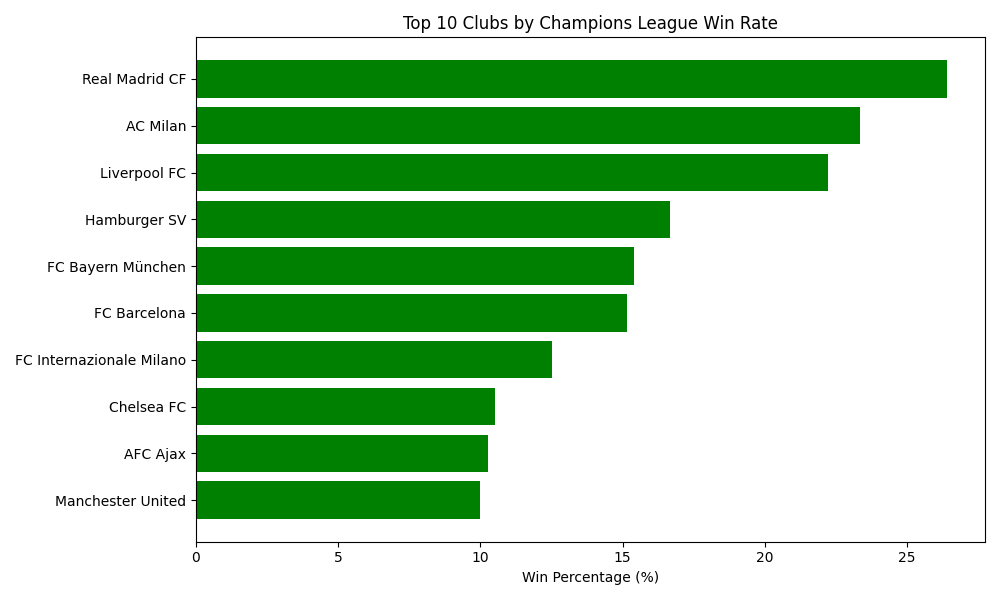 Top 10 Clubs by Champions League Win Rate
Real Madrid CF
AC Milan
Liverpool FC
Hamburger SV
FC Bayern München
FC Barcelona
FC Internazionale Milano
Chelsea FC
AFC Ajax
Manchester United
0 5 10 15 20 25
Win Percentage (%)